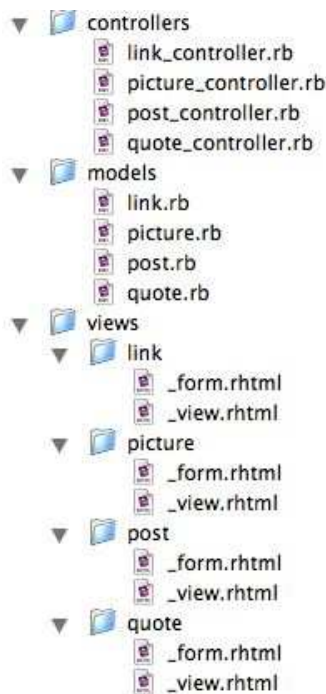 controllers
link_controller.rb
picture_controller.rb
post_controller.rb
quote_controller.rb
models
link.rb
picture.rb
post.rb
quote.rb
views
link
_form.rhtml
_view.rhtml
picture
_form.rhtml
_view.rhtml
post
_form.rhtml
_view.rhtml
quote
_form.rhtml
_view.rhtml